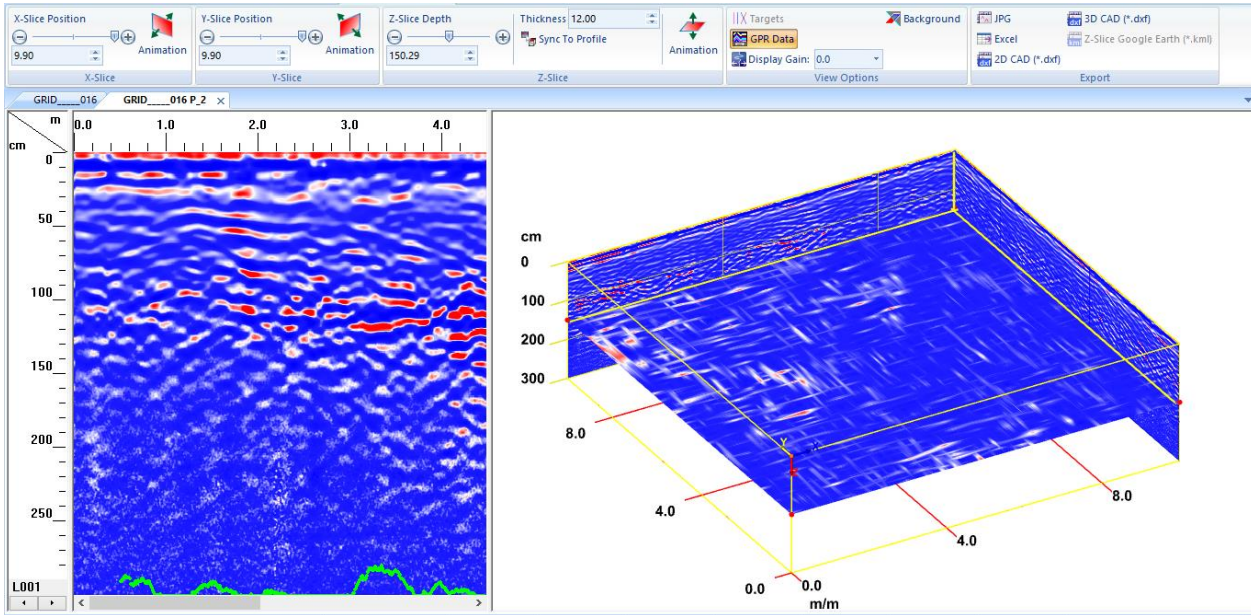 X-Slice Position
9.90
Animation
X-Slice
Y-Slice Position
9.90
Animation
Y-Slice
Z-Slice Depth
150.29
Thickness 12.00
Sync To Profile
Animation
Z-Slice
Targets
GPR Data
Display Gain: 0.0
Background
View Options
JPG
Excel
2D CAD (*.dxf)
3D CAD (*.dxf)
Z-Slice Google Earth (*.kml)
Export
GRID_____016
GRID_____016 P_2
m
cm
0.0 1.0 2.0 3.0 4.0
0
50
100
150
200
250
L001
cm
0
100
200
300
8.0
4.0
0.0
0.0
4.0
8.0
m/m
Y